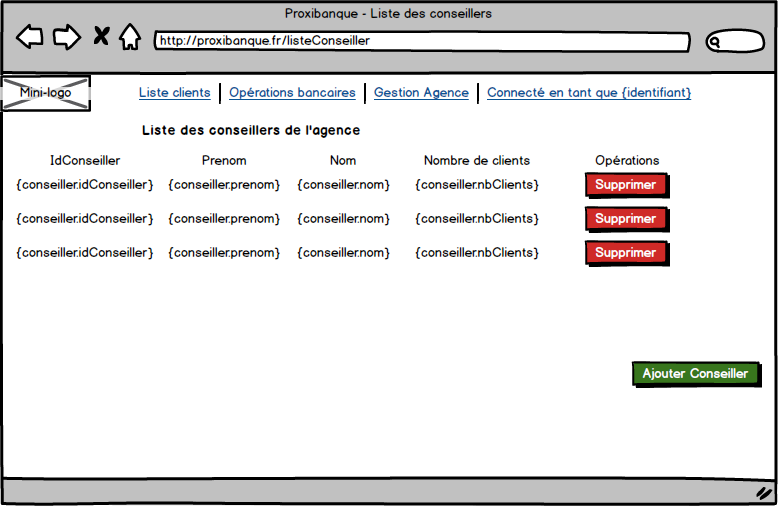 Proxibanque - Liste des conseillers
http://proxibanque.fr/listeConseiller
Mini-logo Liste clients Opérations bancaires Gestion Agence Connecté en tant que {identifiant}
Liste des conseillers de l'agence
IdConseiller Prenom Nom Nombre de clients Opérations
{conseiller.idConseiller} {conseiller.prenom} {conseiller.nom} {conseiller.nbClients} Supprimer
{conseiller.idConseiller} {conseiller.prenom} {conseiller.nom} {conseiller.nbClients} Supprimer
{conseiller.idConseiller} {conseiller.prenom} {conseiller.nom} {conseiller.nbClients} Supprimer
Ajouter Conseiller